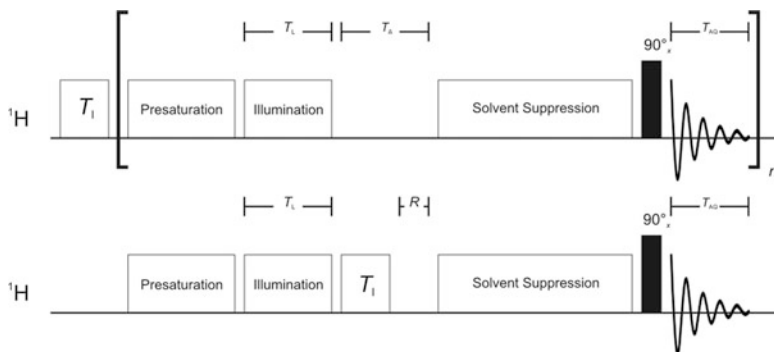 T_L T_Δ T_AQ
90°_x
¹H T_I Presaturation Illumination Solvent Suppression
T_L R T_AQ
90°_x
¹H Presaturation Illumination T_I Solvent Suppression